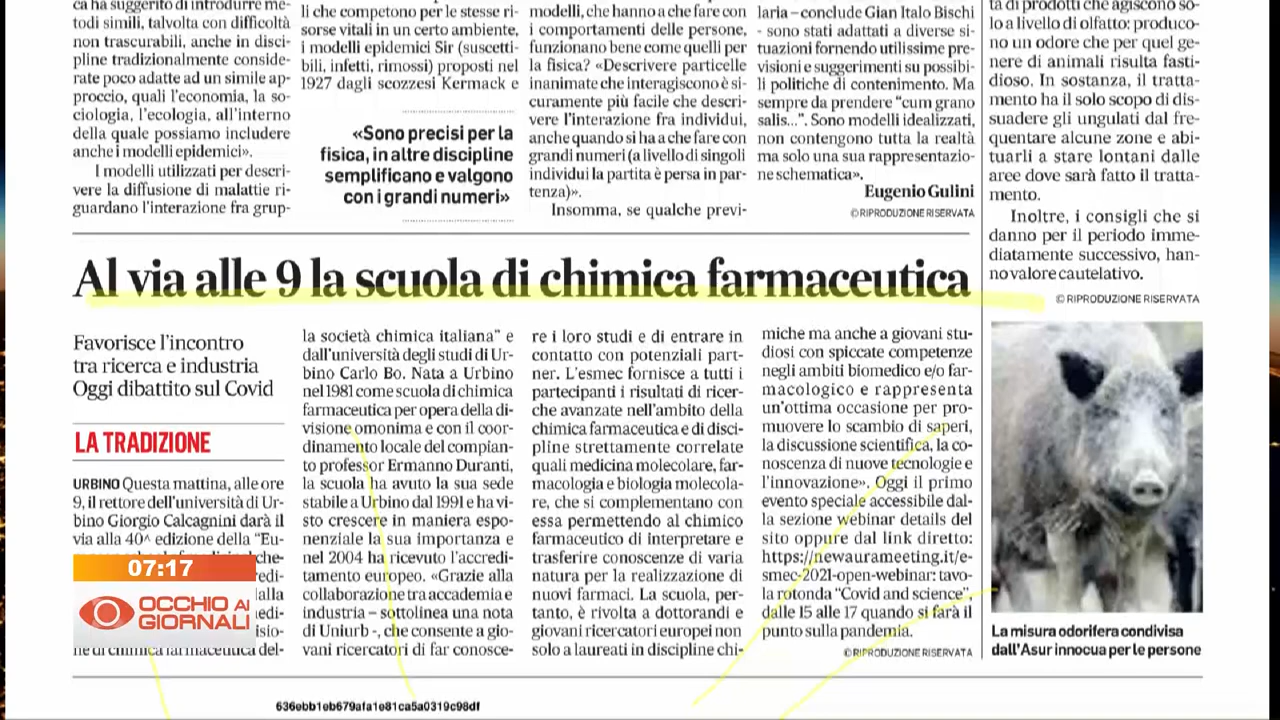 ca ha suggerito di introdurre me-
todi simili, talvolta con difficoltà
non trascurabili, anche in disci-
pline tradizionalmente conside-
rate poco adatte ad un simile ap-
proccio, quali l'economia, la so-
ciologia, l'ecologia, all'interno
della quale possiamo includere
anche i modelli epidemici».
I modelli utilizzati per descri-
vere la diffusione di malattie ri-
guardano l'interazione fra grup-
li che competono per le stesse ri-
sorse vitali in un certo ambiente,
i modelli epidemici Sir (suscetti-
bili, infetti, rimossi) proposti nel
1927 dagli scozzesi Kermack e
«Sono precisi per la
fisica, in altre discipline
semplificano e valgono
con i grandi numeri»
modelli, che hanno a che fare con
i comportamenti delle persone,
funzionano bene come quelli per
la fisica? «Descrivere particelle
inanimate che interagiscono è si-
curamente più facile che descri-
vere l'interazione fra individui,
anche quando si ha a che fare con
grandi numeri (a livello di singoli
individui la partita è persa in par-
tenza)».
Insomma, se qualche previ-
laria – conclude Gian Italo Bischi
- sono stati adattati a diverse si-
tuazioni fornendo utilissime pre-
visioni e suggerimenti su possibi-
li politiche di contenimento. Ma
sempre da prendere "cum grano
salis...". Sono modelli idealizzati,
non contengono tutta la realtà
ma solo una sua rappresentazio-
ne schematica».
Eugenio Gulini
© RIPRODUZIONE RISERVATA
ta di prodotti che agiscono so-
lo a livello di olfatto: produco-
no un odore che per quel ge-
nere di animali risulta fasti-
dioso. In sostanza, il tratta-
mento ha il solo scopo di dis-
suadere gli ungulati dal fre-
quentare alcune zone e abi-
tuarli a stare lontani dalle
aree dove sarà fatto il tratta-
mento.
Inoltre, i consigli che si
danno per il periodo imme-
diatamente successivo, han-
no valore cautelativo.
© RIPRODUZIONE RISERVATA
Al via alle 9 la scuola di chimica farmaceutica
Favorisce l'incontro
tra ricerca e industria
Oggi dibattito sul Covid
LA TRADIZIONE
URBINO Questa mattina, alle ore
9, il rettore dell'università di Ur-
bino Giorgio Calcagnini darà il
via alla 40^ edizione della "Eu-
che-
edi-
lalla
nedi-
isio-
ne di chimica farmaceutica del-
la società chimica italiana" e
dall'università degli studi di Ur-
bino Carlo Bo. Nata a Urbino
nel 1981 come scuola di chimica
farmaceutica per opera della di-
visione omonima e con il coor-
dinamento locale del compian-
to professor Ermanno Duranti,
la scuola ha avuto la sua sede
stabile a Urbino dal 1991 e ha vi-
sto crescere in maniera espo-
nenziale la sua importanza e
nel 2004 ha ricevuto l'accredi-
tamento europeo. «Grazie alla
collaborazione tra accademia e
industria – sottolinea una nota
di Uniurb -, che consente a gio-
vani ricercatori di far conosce-
re i loro studi e di entrare in
contatto con potenziali part-
ner. L'esmec fornisce a tutti i
partecipanti i risultati di ricer-
che avanzate nell'ambito della
chimica farmaceutica e di disci-
pline strettamente correlate
quali medicina molecolare, far-
macologia e biologia molecola-
re, che si complementano con
essa permettendo al chimico
farmaceutico di interpretare e
trasferire conoscenze di varia
natura per la realizzazione di
nuovi farmaci. La scuola, per-
tanto, è rivolta a dottorandi e
giovani ricercatori europei non
solo a laureati in discipline chi-
miche ma anche a giovani stu-
diosi con spiccate competenze
negli ambiti biomedico e/o far-
macologico e rappresenta
un'ottima occasione per pro-
muovere lo scambio di saperi,
la discussione scientifica, la co-
noscenza di nuove tecnologie e
l'innovazione». Oggi il primo
evento speciale accessibile dal-
la sezione webinar details del
sito oppure dal link diretto:
https://newaurameeting.it/e-
smec-2021-open-webinar: tavo-
la rotonda "Covid and science",
dalle 15 alle 17 quando si farà il
punto sulla pandemia.
© RIPRODUZIONE RISERVATA
La misura odorifera condivisa
dall'Asur innocua per le persone
07:17
OCCHIO AI
GIORNALI
636ebb1eb679afa1e81ca5a0319c98df